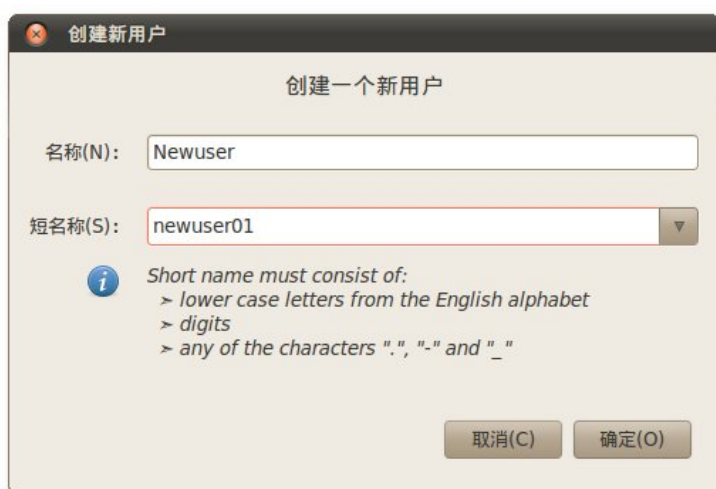 创建新用户
创建一个新用户
名称(N): Newuser
短名称(S): newuser01
Short name must consist of:
➣ lower case letters from the English alphabet
➣ digits
➣ any of the characters ".", "-" and "_"
取消(C) 确定(O)